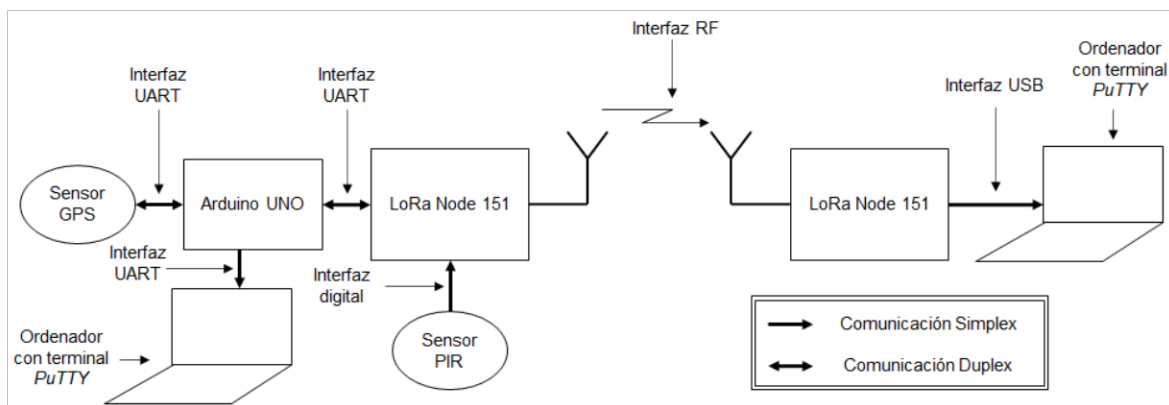 Interfaz RF
Ordenador
con terminal
PuTTY
Interfaz
UART
Interfaz
UART
Interfaz USB
Sensor
GPS
Arduino UNO
LoRa Node 151
LoRa Node 151
Interfaz
UART
Interfaz
digital
Ordenador
con terminal
PuTTY
Sensor
PIR
Comunicación Simplex
Comunicación Duplex